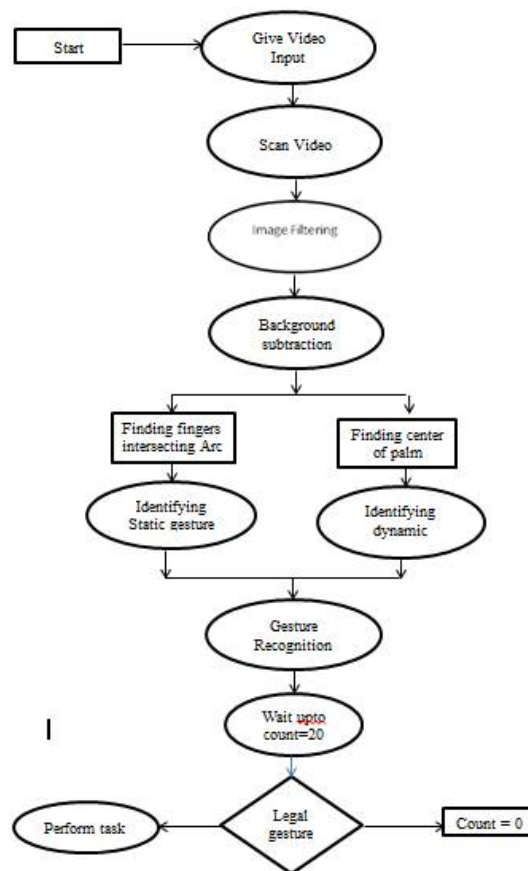 Start
Give Video
Input
Scan Video
Image Filtering
Background
subtraction
Finding fingers
intersecting Arc
Finding center
of palm
Identifying
Static gesture
Identifying
dynamic
Gesture
Recognition
Wait upto
count=20
Legal
gesture
Perform task
Count = 0